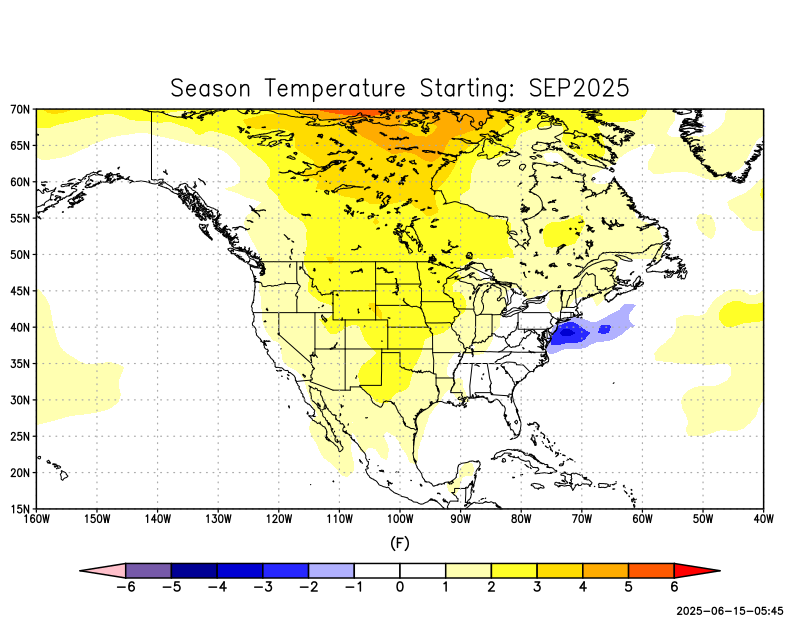 Season Temperature Starting: SEP2025
70N
65N
60N
55N
50N
45N
40N
35N
30N
25N
20N
15N
160W 150W 140W 130W 120W 110W 100W 90W 80W 70W 60W 50W 40W
(F)
−6 −5 −4 −3 −2 −1 0 1 2 3 4 5 6
2025-06-15-05:45